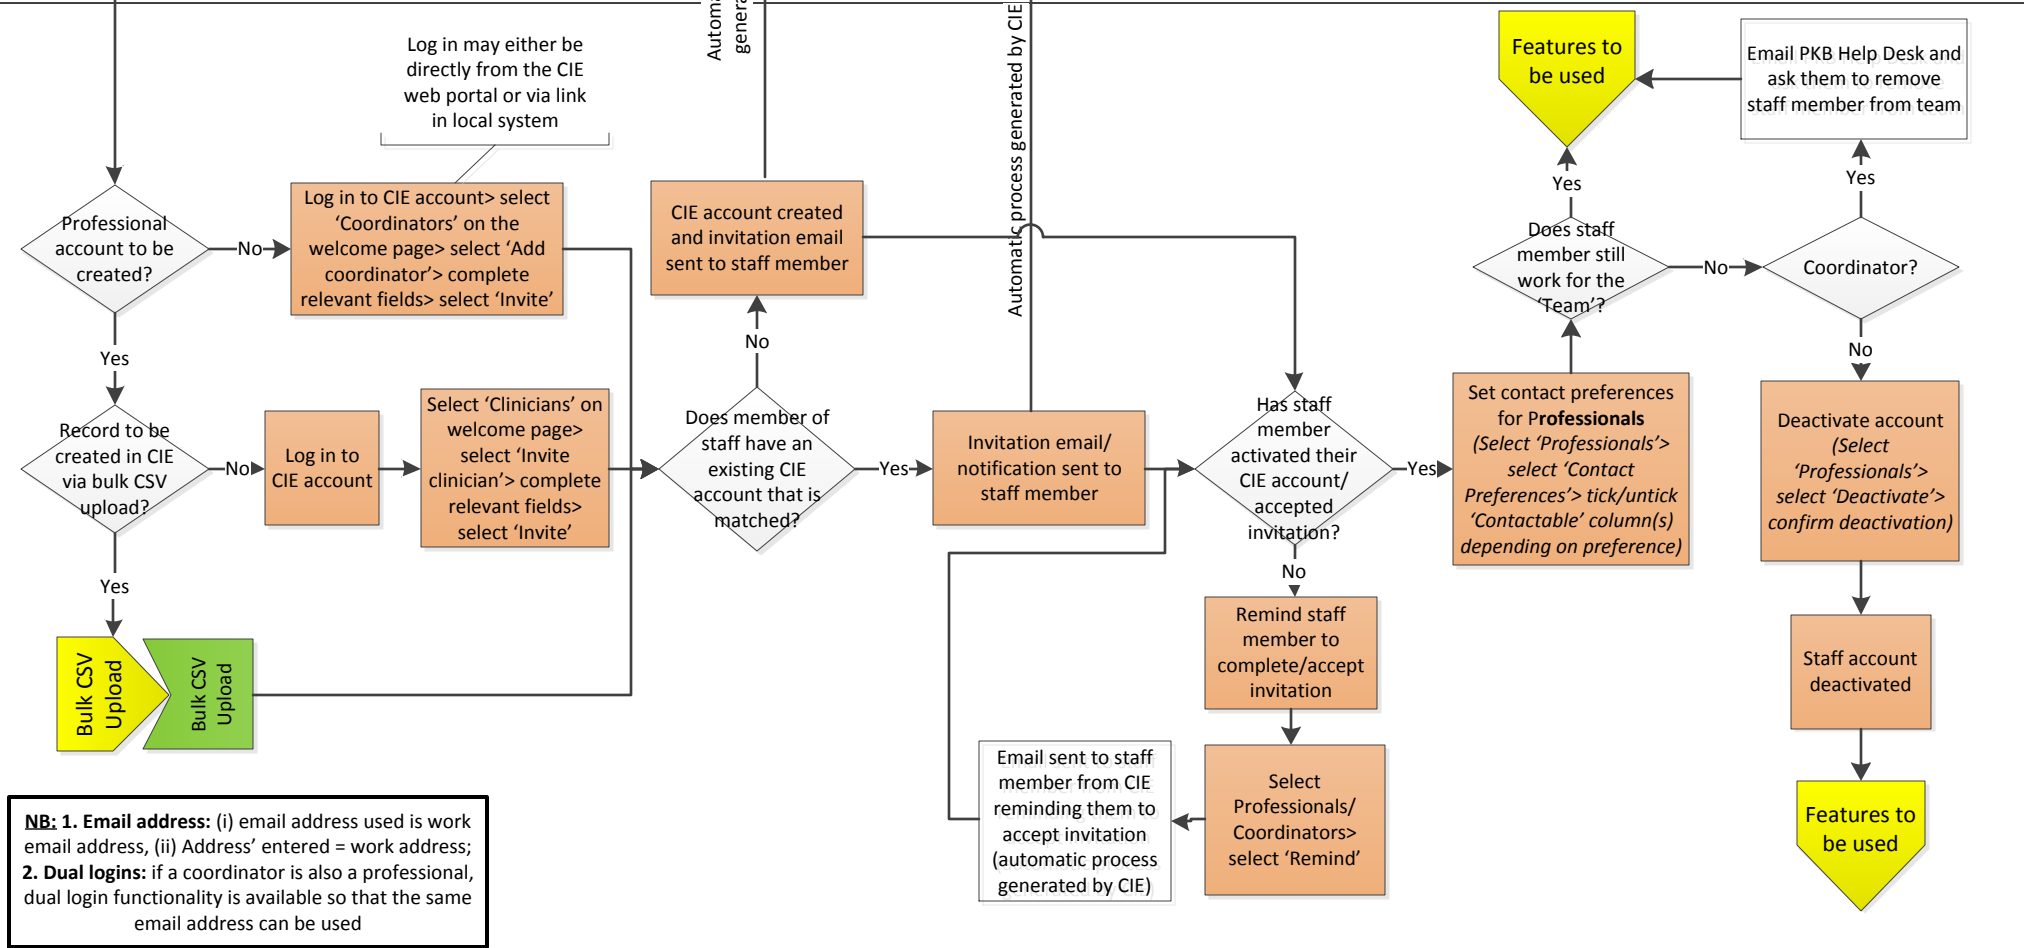 Log in may either be
directly from the CIE
web portal or via link
in local system
Professional
account to be
created?
No
Log in to CIE account> select
‘Coordinators’ on the
welcome page> select ‘Add
coordinator’> complete
relevant fields> select ‘Invite’
Yes
Record to be
created in CIE
via bulk CSV
upload?
No
Log in to
CIE account
Select ‘Clinicians’ on
welcome page>
select ‘Invite
clinician’> complete
relevant fields>
select ‘Invite’
Yes
Bulk CSV
Upload
Bulk CSV
Upload
NB: 1. Email address: (i) email address used is work
email address, (ii) Address’ entered = work address;
2. Dual logins: if a coordinator is also a professional,
dual login functionality is available so that the same
email address can be used
CIE account created
and invitation email
sent to staff member
No
Does member of
staff have an
existing CIE
account that is
matched?
Yes
Automatic process generated by CIE
Invitation email/
notification sent to
staff member
Has staff
member
activated their
CIE account/
accepted
invitation?
No
Remind staff
member to
complete/accept
invitation
Select
Professionals/
Coordinators>
select ‘Remind’
Email sent to staff
member from CIE
reminding them to
accept invitation
(automatic process
generated by CIE)
Yes
Set contact preferences
for Professionals
(Select ‘Professionals’>
select ‘Contact
Preferences’> tick/untick
‘Contactable’ column(s)
depending on preference)
Does staff
member still
work for the
‘Team’?
Yes
Features to
be used
No
Coordinator?
Yes
Email PKB Help Desk and
ask them to remove
staff member from team
No
Deactivate account
(Select
‘Professionals’>
select ‘Deactivate’>
confirm deactivation)
Staff account
deactivated
Features to
be used